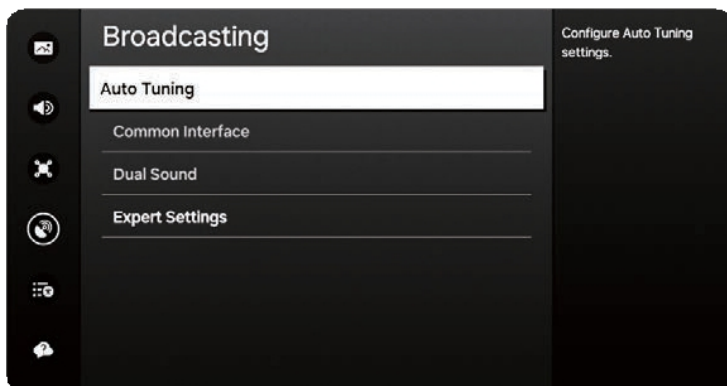 Broadcasting
Auto Tuning
Common Interface
Dual Sound
Expert Settings
Configure Auto Tuning
settings.